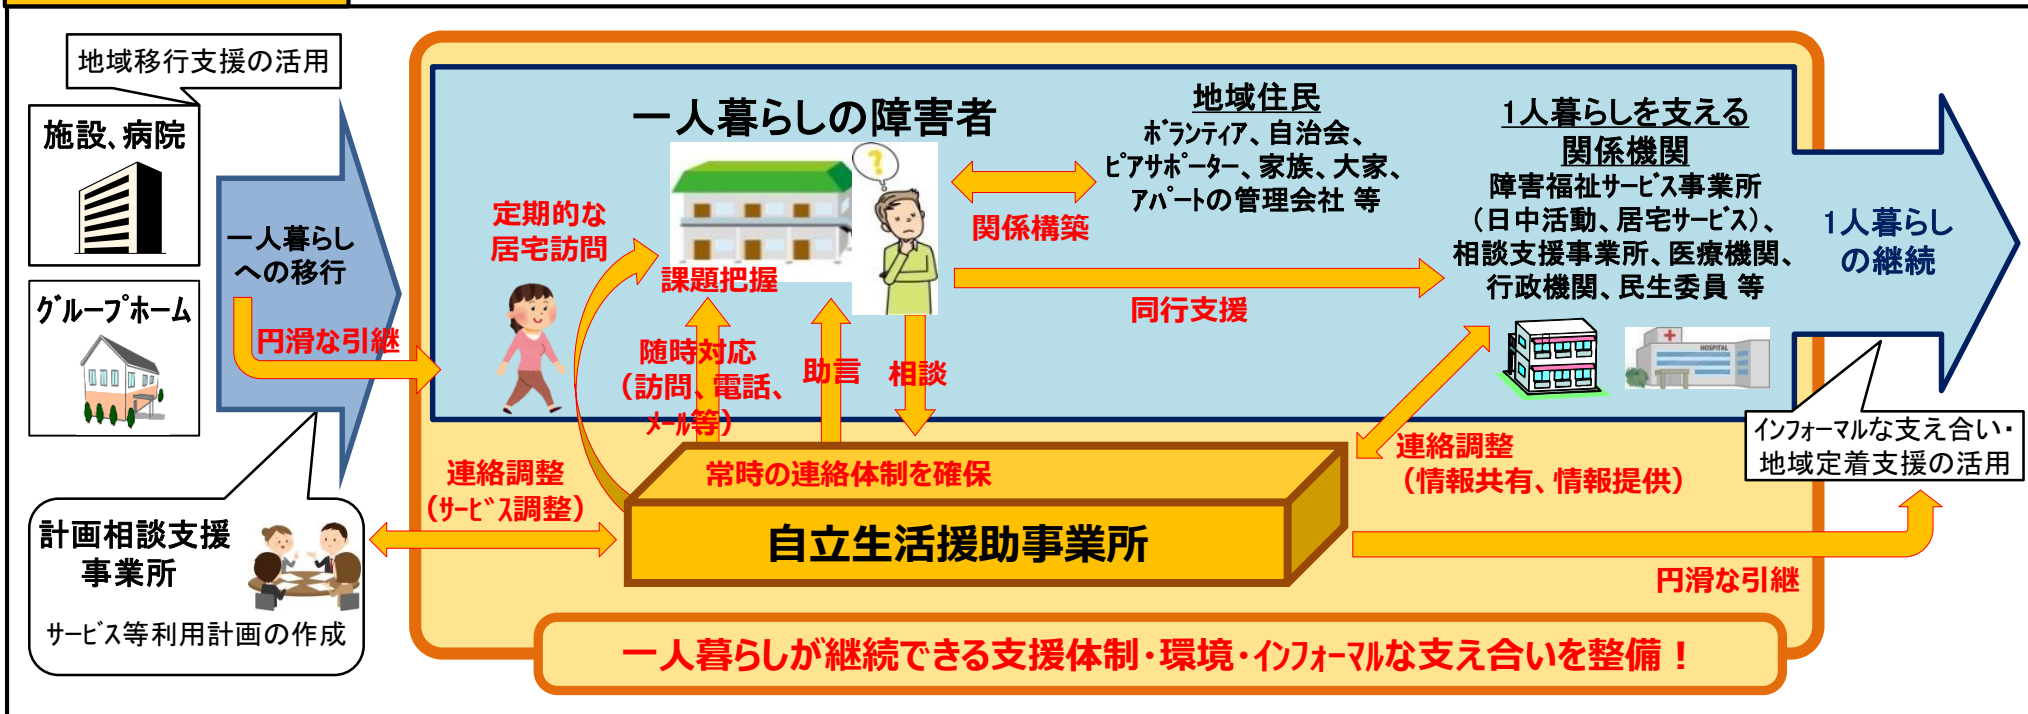 地域移行支援の活用
施設、病院
グループホーム
一人暮らし
への移行
円滑な引継
計画相談支援
事業所
サービス等利用計画の作成
一人暮らしの障害者
?
定期的な
居宅訪問
課題把握
随時対応
（訪問、電話、
メール等）
助言
相談
地域住民
ボランティア、自治会、
ピアサポーター、家族、大家、
アパートの管理会社 等
関係構築
同行支援
1人暮らしを支える
関係機関
障害福祉サービス事業所
（日中活動、居宅サービス）、
相談支援事業所、医療機関、
行政機関、民生委員 等
HOSPITAL
1人暮らし
の継続
インフォーマルな支え合い・
地域定着支援の活用
連絡調整
（サービス調整）
常時の連絡体制を確保
自立生活援助事業所
連絡調整
（情報共有、情報提供）
円滑な引継
一人暮らしが継続できる支援体制・環境・インフォーマルな支え合いを整備！